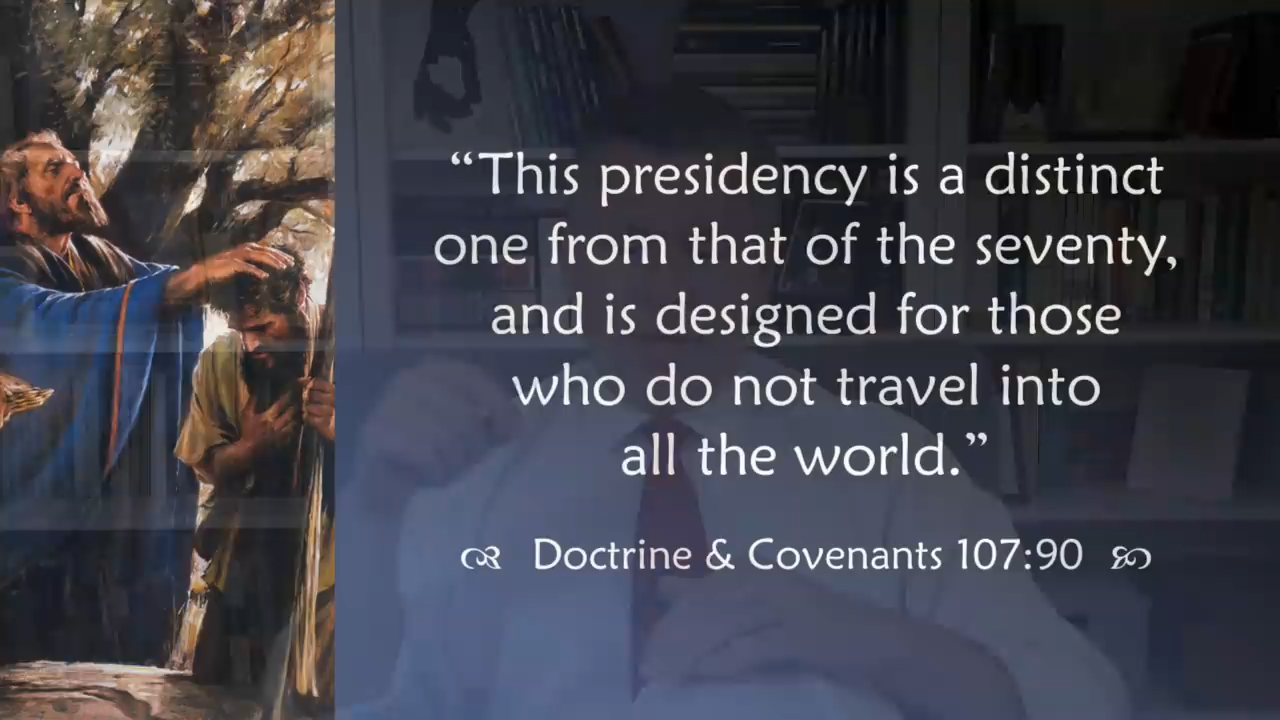 “This presidency is a distinct
one from that of the seventy,
and is designed for those
who do not travel into
all the world.”
Doctrine & Covenants 107:90